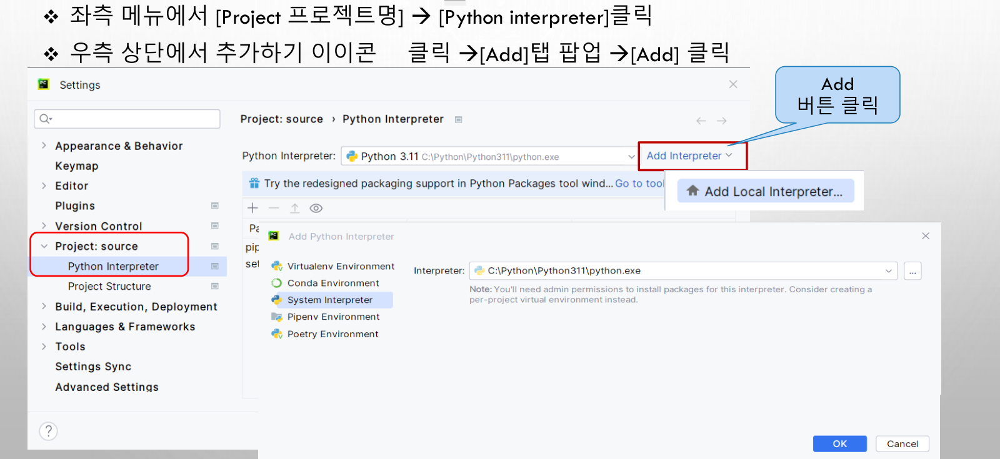 ❖ 좌측 메뉴에서 [Project 프로젝트명] → [Python interpreter]클릭
❖ 우측 상단에서 추가하기 이이콘 클릭 →[Add]탭 팝업 →[Add] 클릭
Settings
Add
버튼 클릭
Project: source › Python Interpreter
Appearance & Behavior
Keymap
Editor
Plugins
Version Control
Project: source
Python Interpreter
Project Structure
Build, Execution, Deployment
Languages & Frameworks
Tools
Settings Sync
Advanced Settings
?
Python Interpreter: Python 3.11 C:\Python\Python311\python.exe
Add Interpreter
Try the redesigned packaging support in Python Packages tool wind... Go to tool
Add Local Interpreter...
Pa
pip
set
Add Python Interpreter
Virtualenv Environment
Conda Environment
System Interpreter
Pipenv Environment
Poetry Environment
Interpreter: C:\Python\Python311\python.exe ...
Note: You'll need admin permissions to install packages for this interpreter. Consider creating a
per-project virtual environment instead.
OK Cancel